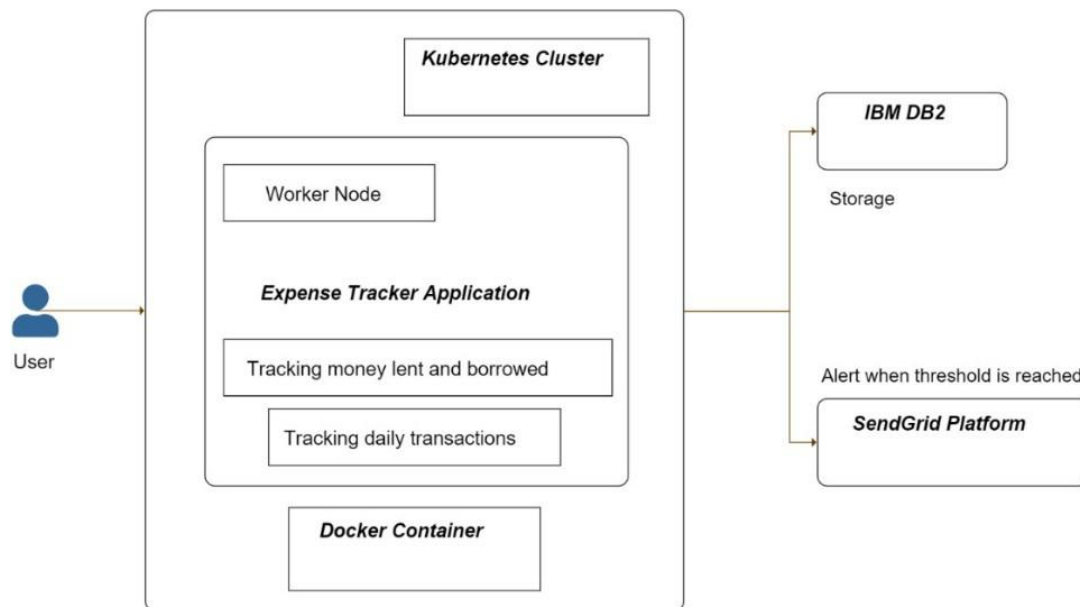 Kubernetes Cluster
IBM DB2
Worker Node
Storage
Expense Tracker Application
User
Tracking money lent and borrowed
Alert when threshold is reached
Tracking daily transactions
SendGrid Platform
Docker Container